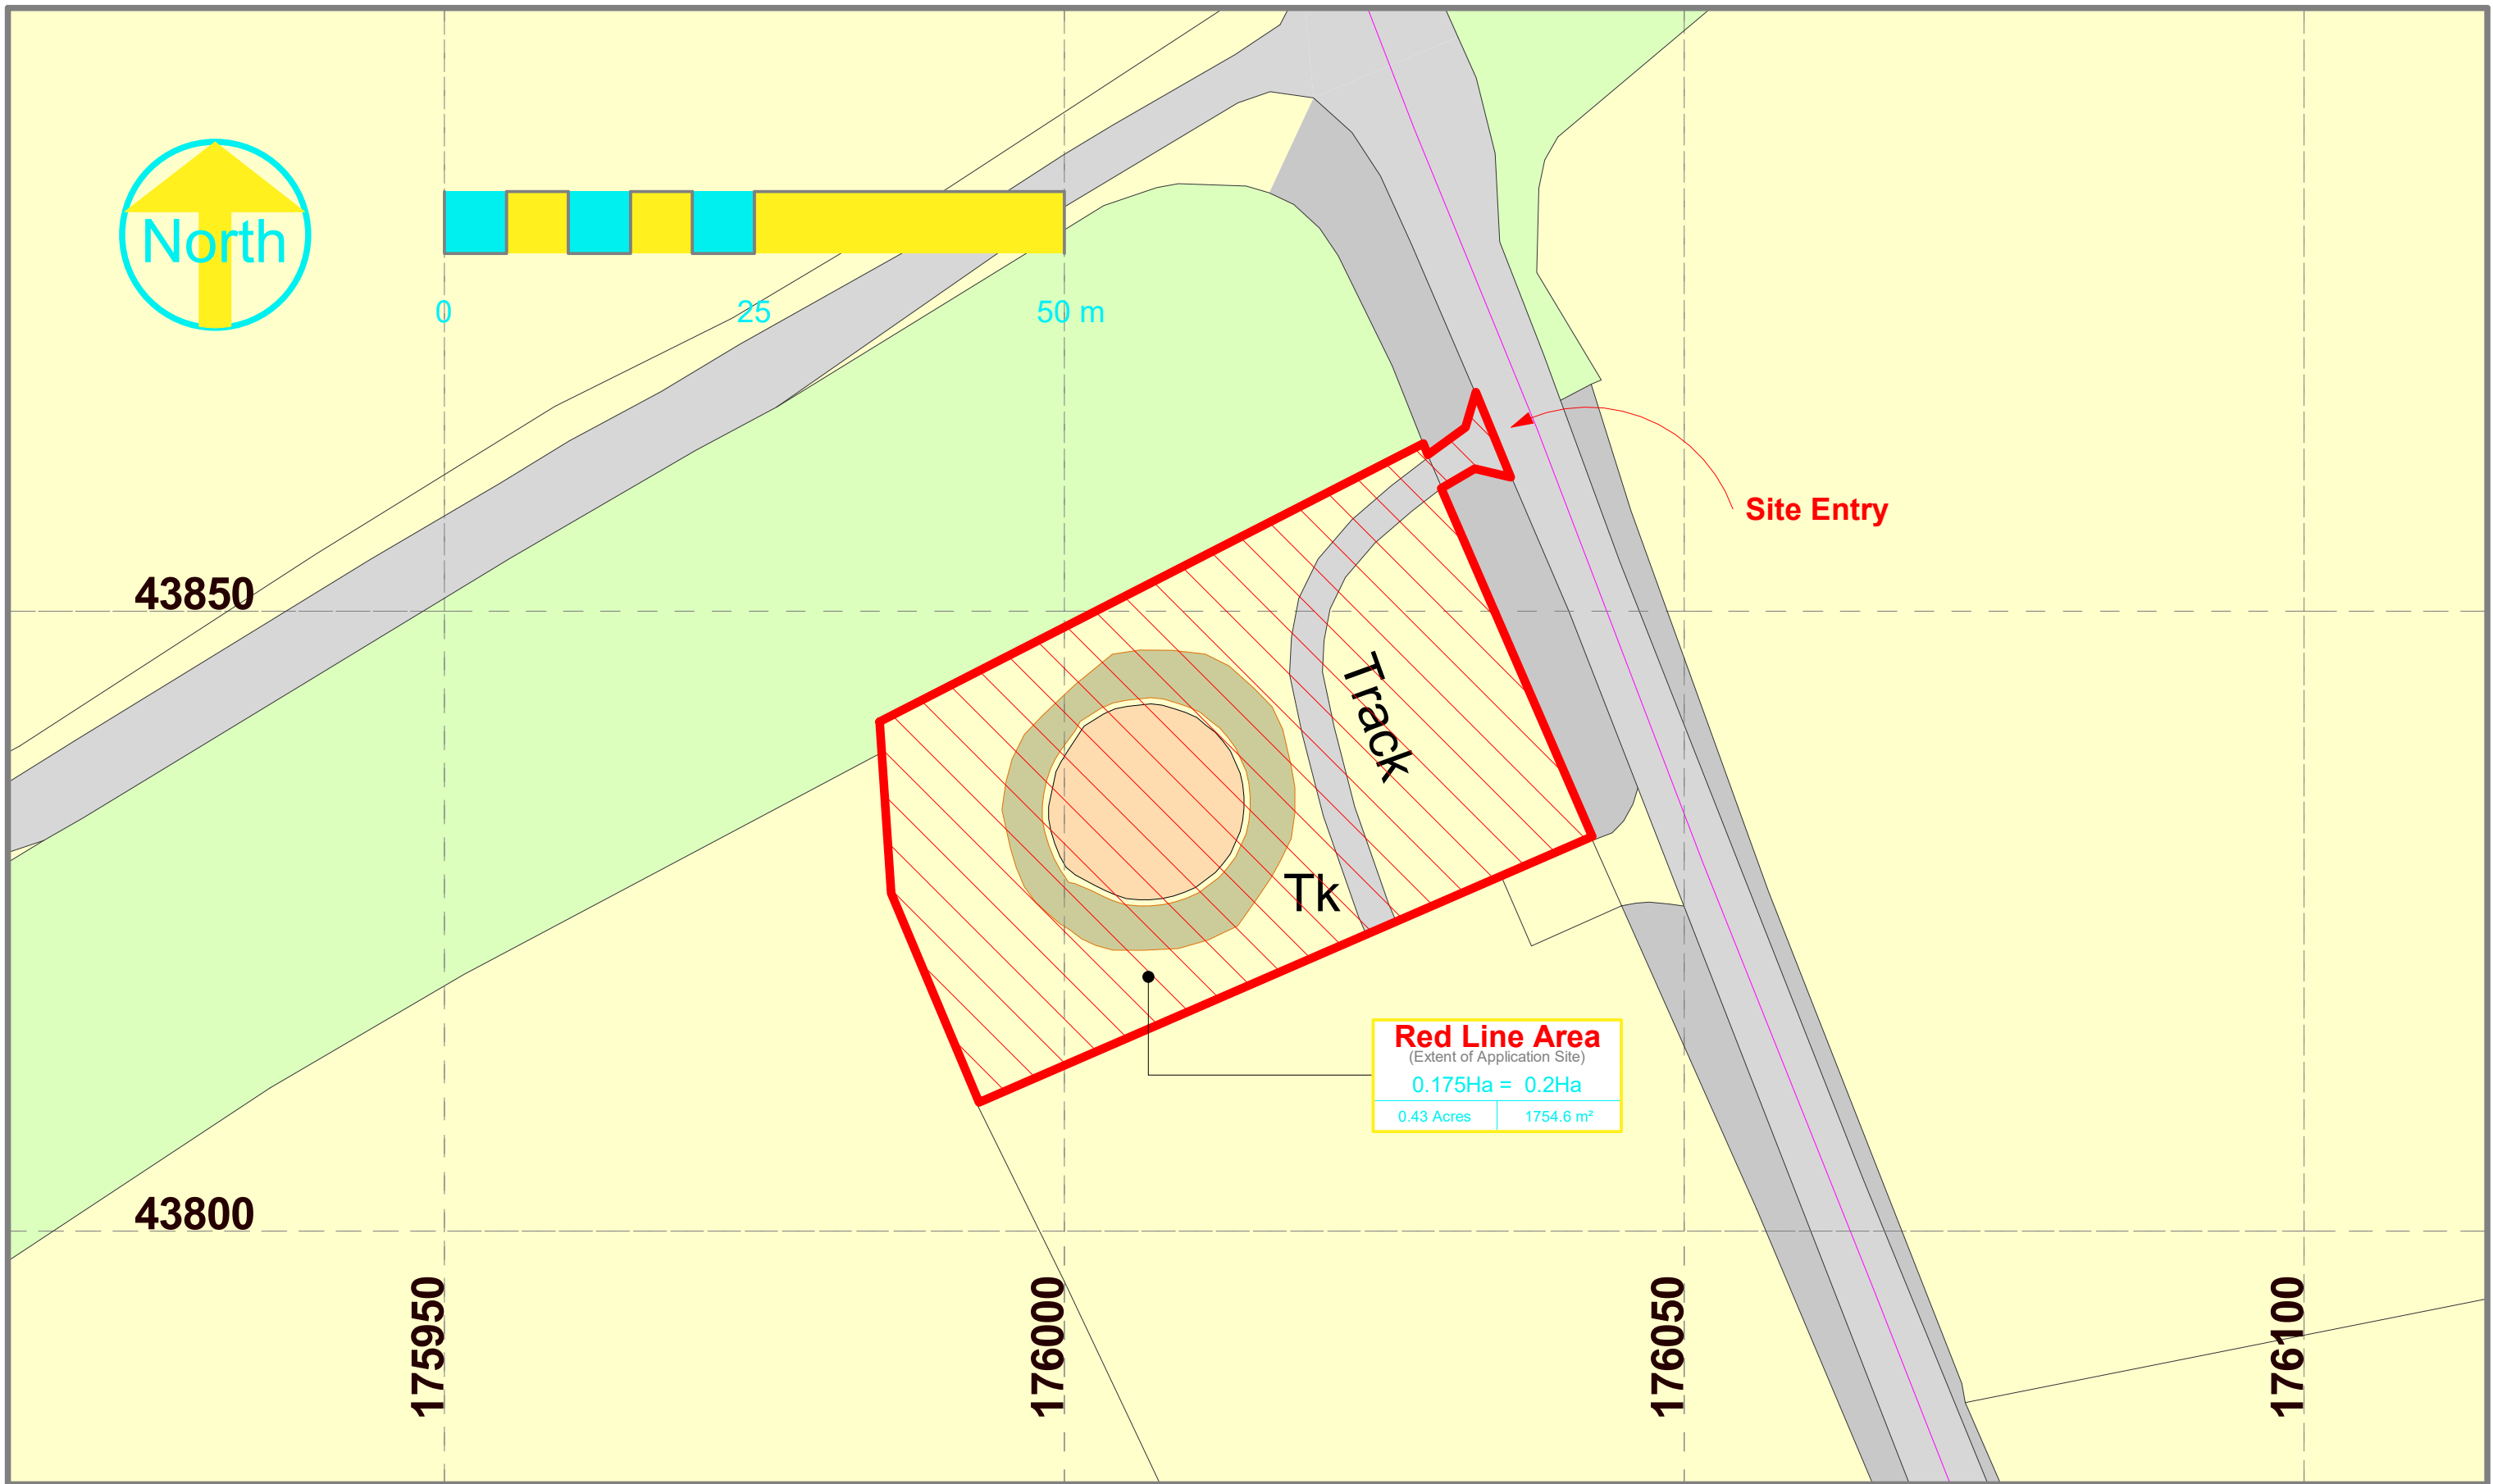 North
0 25 50 m
Site Entry
43850
Track
Tk
Red Line Area
(Extent of Application Site)
0.175Ha = 0.2Ha
0.43 Acres 1754.6 m²
43800
175950
176000
176050
176100